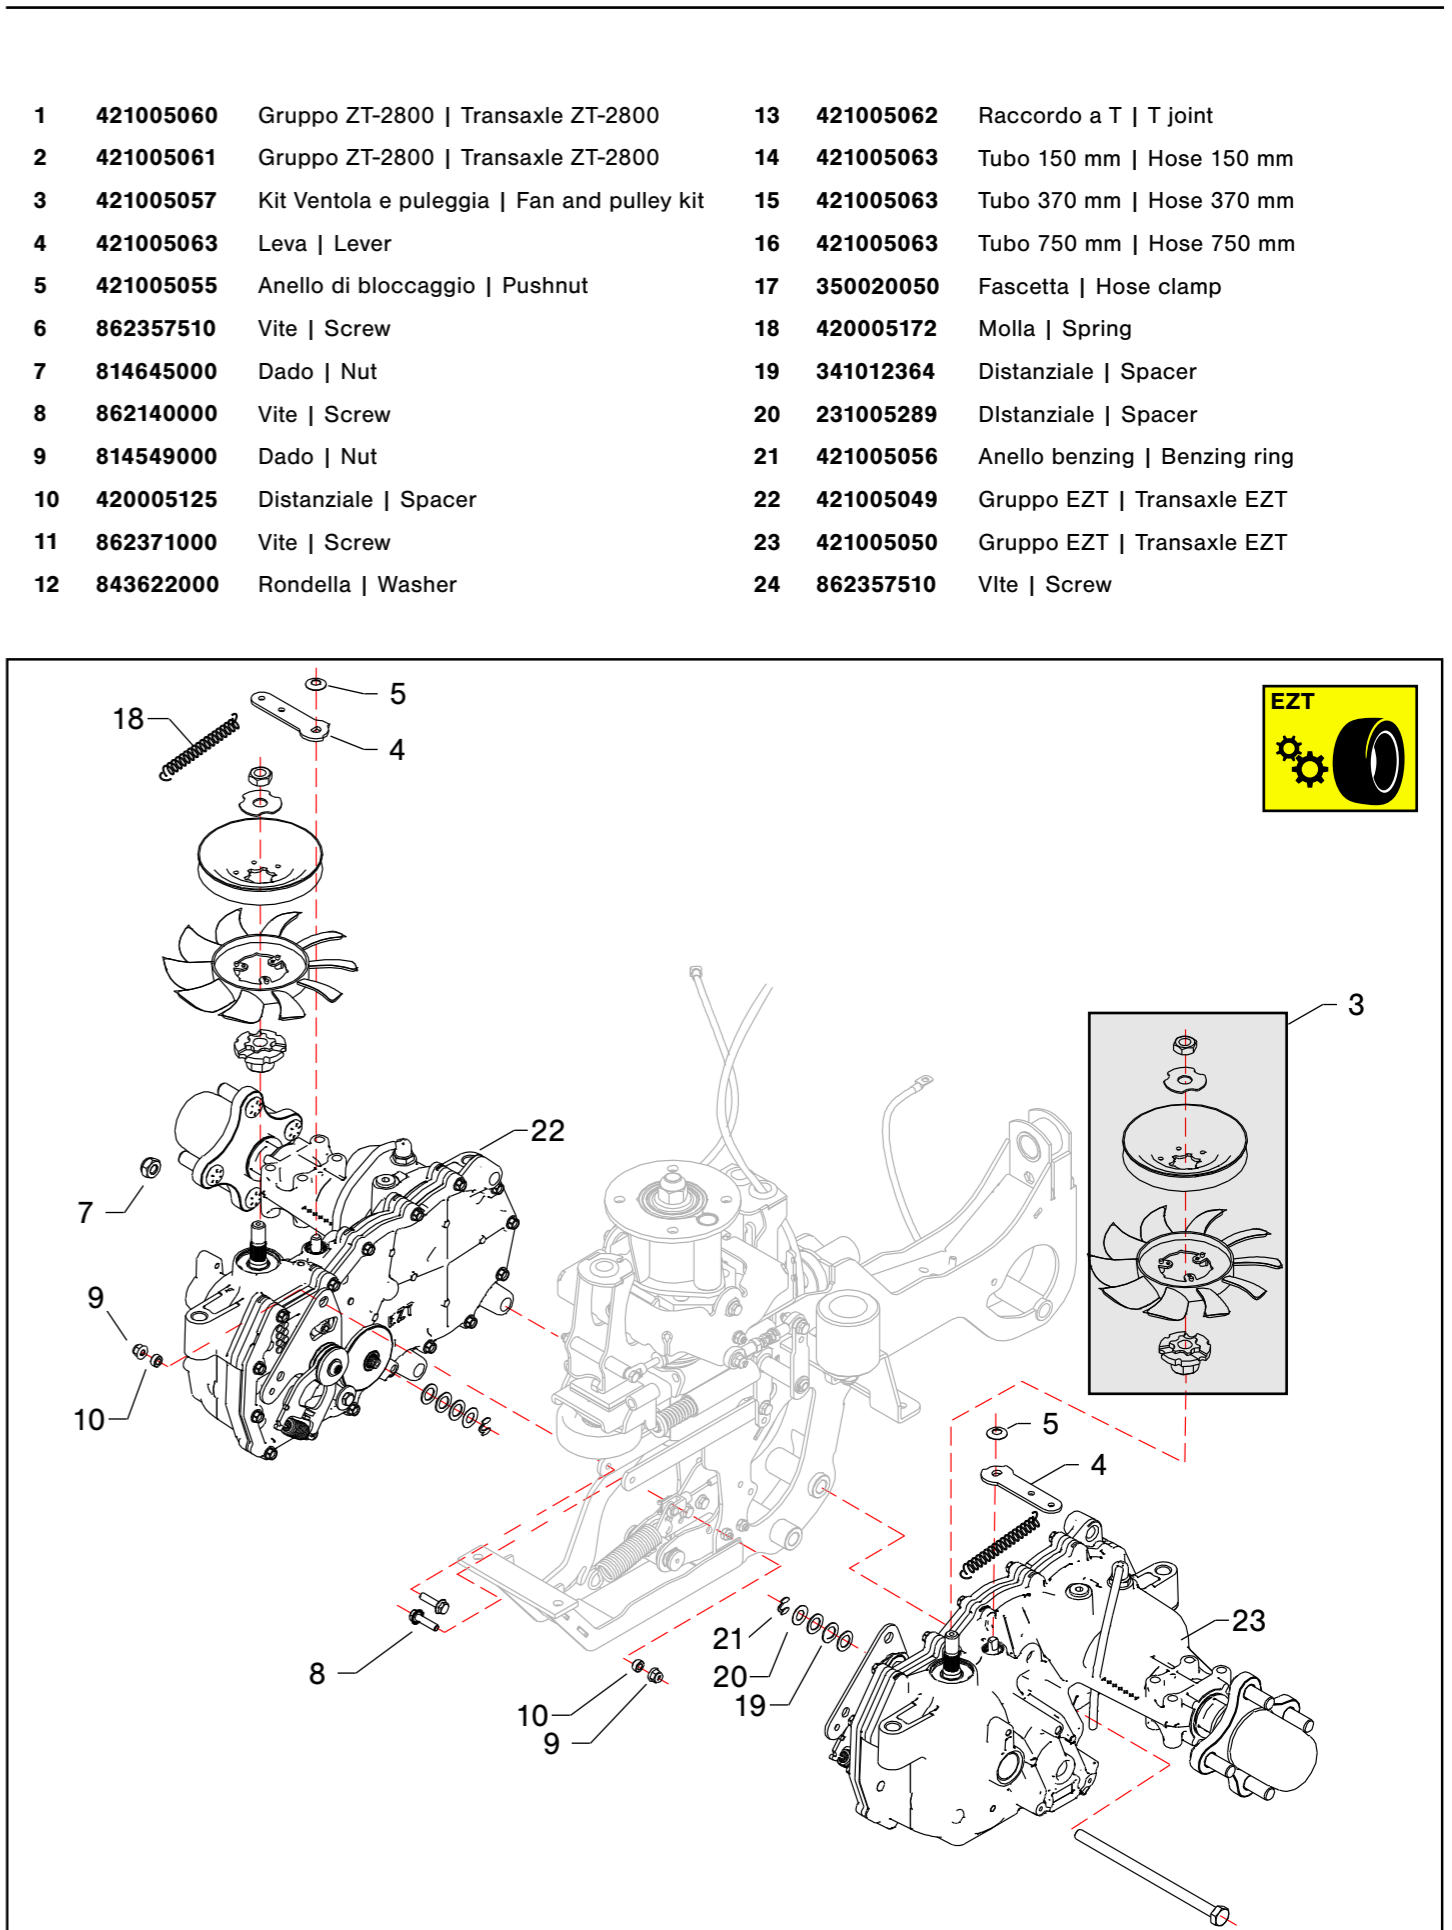 1 421005060 Gruppo ZT-2800 | Transaxle ZT-2800
2 421005061 Gruppo ZT-2800 | Transaxle ZT-2800
3 421005057 Kit Ventola e puleggia | Fan and pulley kit
4 421005063 Leva | Lever
5 421005055 Anello di bloccaggio | Pushnut
6 862357510 Vite | Screw
7 814645000 Dado | Nut
8 862140000 Vite | Screw
9 814549000 Dado | Nut
10 420005125 Distanziale | Spacer
11 862371000 Vite | Screw
12 843622000 Rondella | Washer
13 421005062 Raccordo a T | T joint
14 421005063 Tubo 150 mm | Hose 150 mm
15 421005063 Tubo 370 mm | Hose 370 mm
16 421005063 Tubo 750 mm | Hose 750 mm
17 350020050 Fascetta | Hose clamp
18 420005172 Molla | Spring
19 341012364 Distanziale | Spacer
20 231005289 DIstanziale | Spacer
21 421005056 Anello benzing | Benzing ring
22 421005049 Gruppo EZT | Transaxle EZT
23 421005050 Gruppo EZT | Transaxle EZT
24 862357510 VIte | Screw
5
18
4
EZT
3
22
7
9
EZT
10
5
4
21
23
8
20
10
19
9